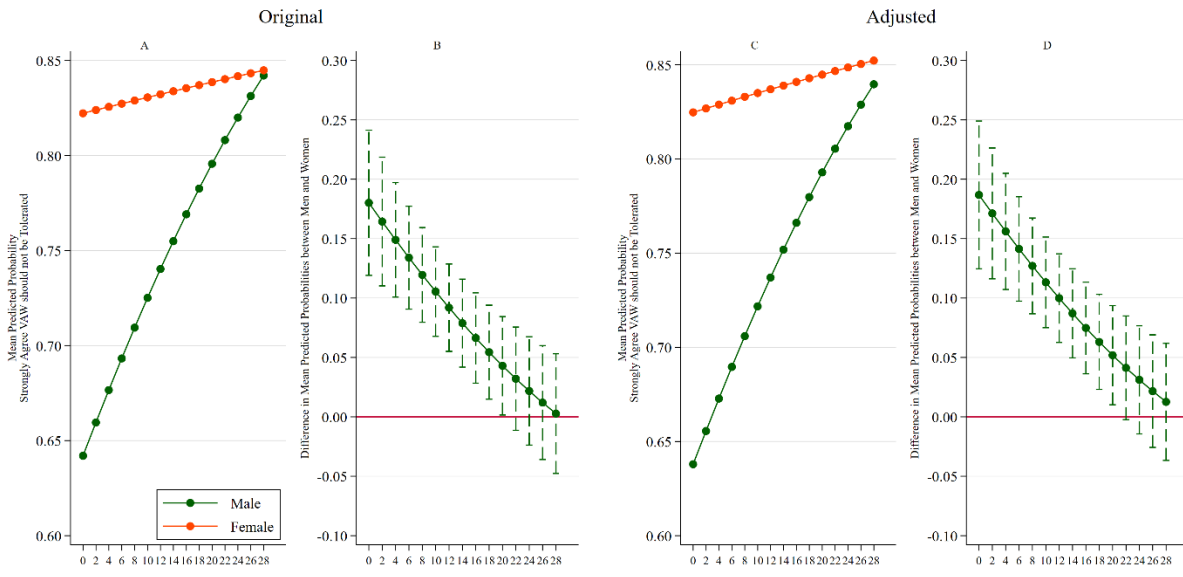 Original
Adjusted
A
B
C
D
Mean Predicted Probability
Strongly Agree VAW should not be Tolerated
0.85
0.80
0.75
0.70
0.65
0.60
0 2 4 6 8 10 12 14 16 18 20 22 24 26 28
Male
Female
Difference in Mean Predicted Probabilities between Men and Women
0.30
0.25
0.20
0.15
0.10
0.05
0.00
-0.05
-0.10
0 2 4 6 8 10 12 14 16 18 20 22 24 26 28
Mean Predicted Probability
Strongly Agree VAW should not be Tolerated
0.85
0.80
0.75
0.70
0.65
0.60
0 2 4 6 8 10 12 14 16 18 20 22 24 26 28
Difference in Mean Predicted Probabilities between Men and Women
0.30
0.25
0.20
0.15
0.10
0.05
0.00
-0.05
-0.10
0 2 4 6 8 10 12 14 16 18 20 22 24 26 28